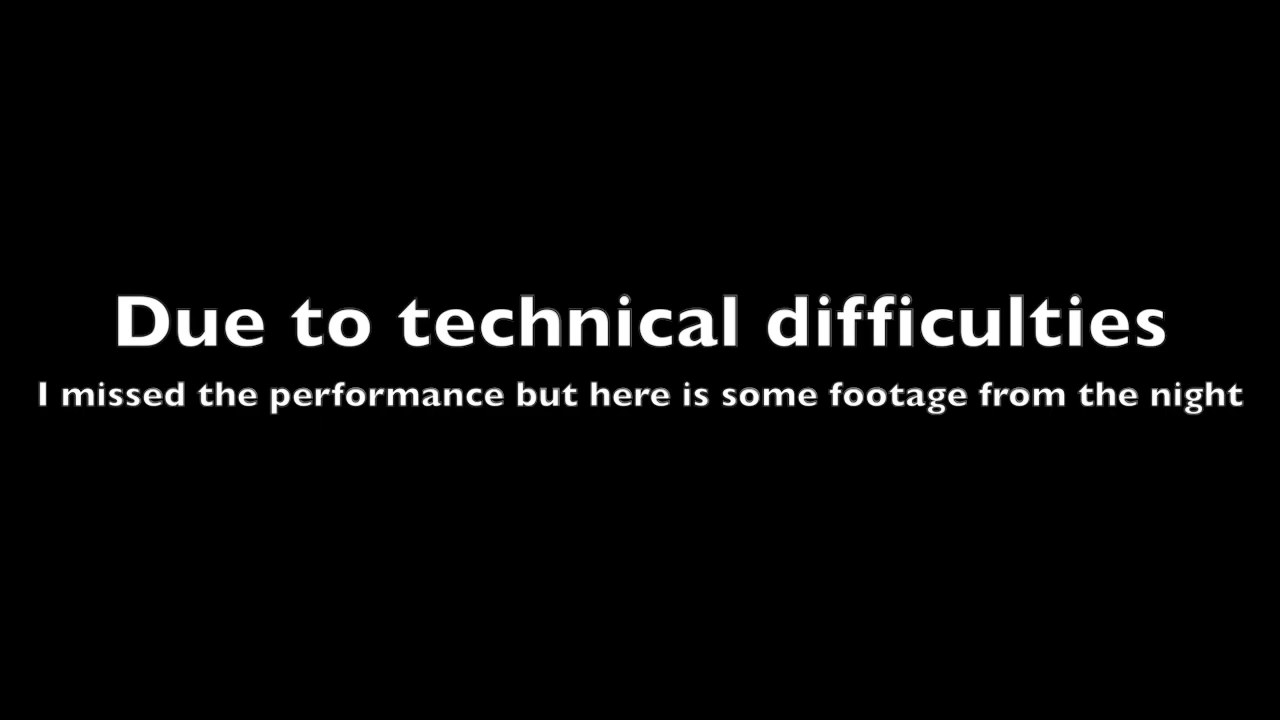 Due to technical difficulties
I missed the performance but here is some footage from the night